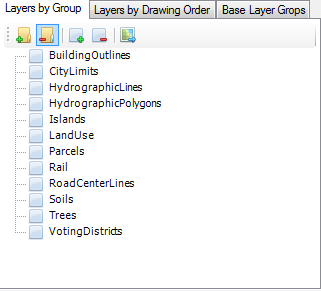 Layers by Group Layers by Drawing Order Base Layer Grops
BuildingOutlines
CityLimits
HydrographicLines
HydrographicPolygons
Islands
LandUse
Parcels
Rail
RoadCenterLines
Soils
Trees
VotingDistricts